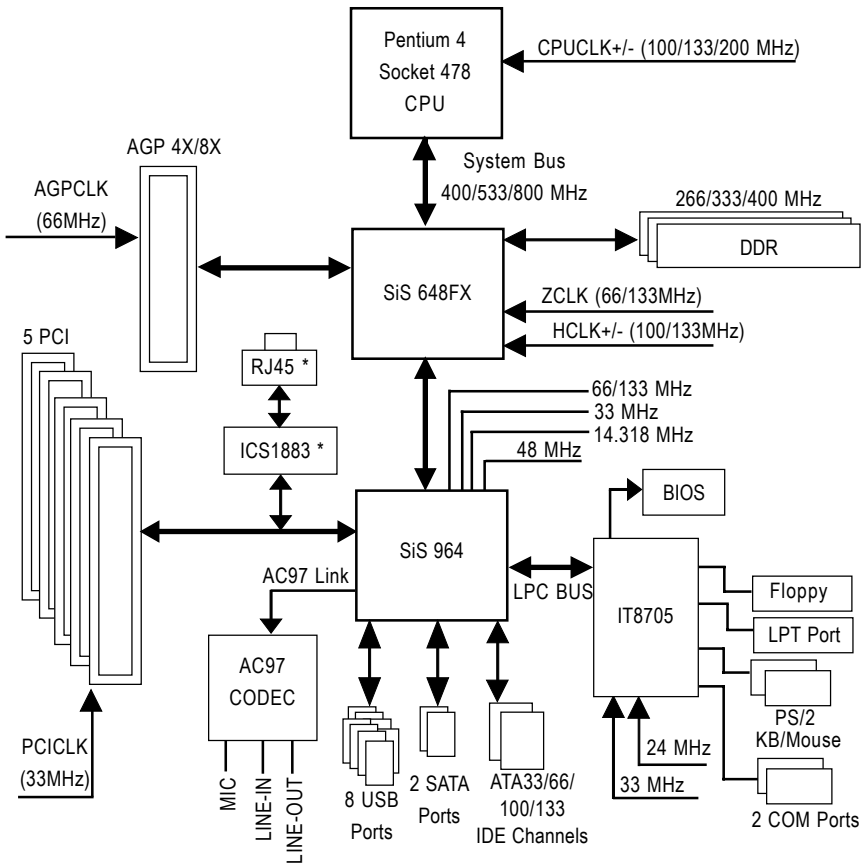 Pentium 4
Socket 478
CPU
CPUCLK+/- (100/133/200 MHz)
AGP 4X/8X
System Bus
400/533/800 MHz
AGPCLK
(66MHz)
266/333/400 MHz
DDR
SiS 648FX
ZCLK (66/133MHz)
HCLK+/- (100/133MHz)
5 PCI
RJ45 *
66/133 MHz
33 MHz
14.318 MHz
48 MHz
ICS1883 *
BIOS
SiS 964
AC97 Link
LPC BUS
IT8705
Floppy
LPT Port
AC97
CODEC
PS/2
KB/Mouse
PCICLK
(33MHz)
24 MHz
33 MHz
MIC
LINE-IN
LINE-OUT
8 USB
Ports
2 SATA
Ports
ATA33/66/
100/133
IDE Channels
2 COM Ports